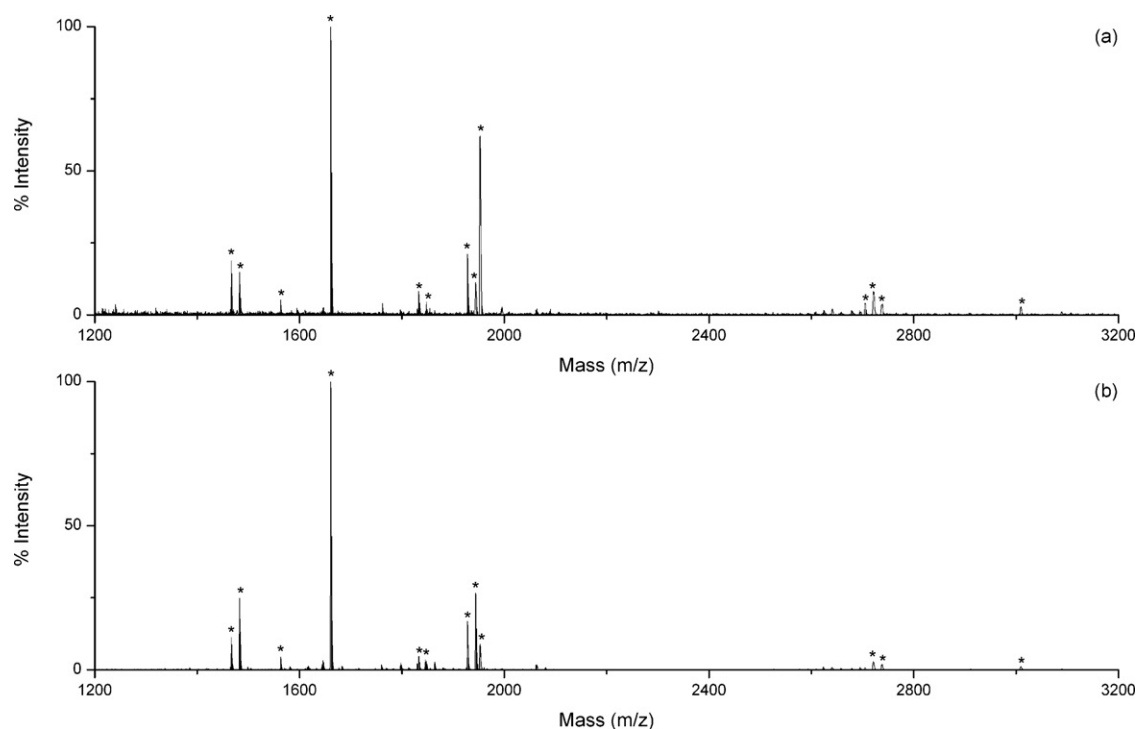 (a)
100
50
0
% Intensity
* * * * * * * * * * * * * *
1200 1600 2000 2400 2800 3200
Mass (m/z)
(b)
100
50
0
% Intensity
* * * * * * * * * * * * *
1200 1600 2000 2400 2800 3200
Mass (m/z)